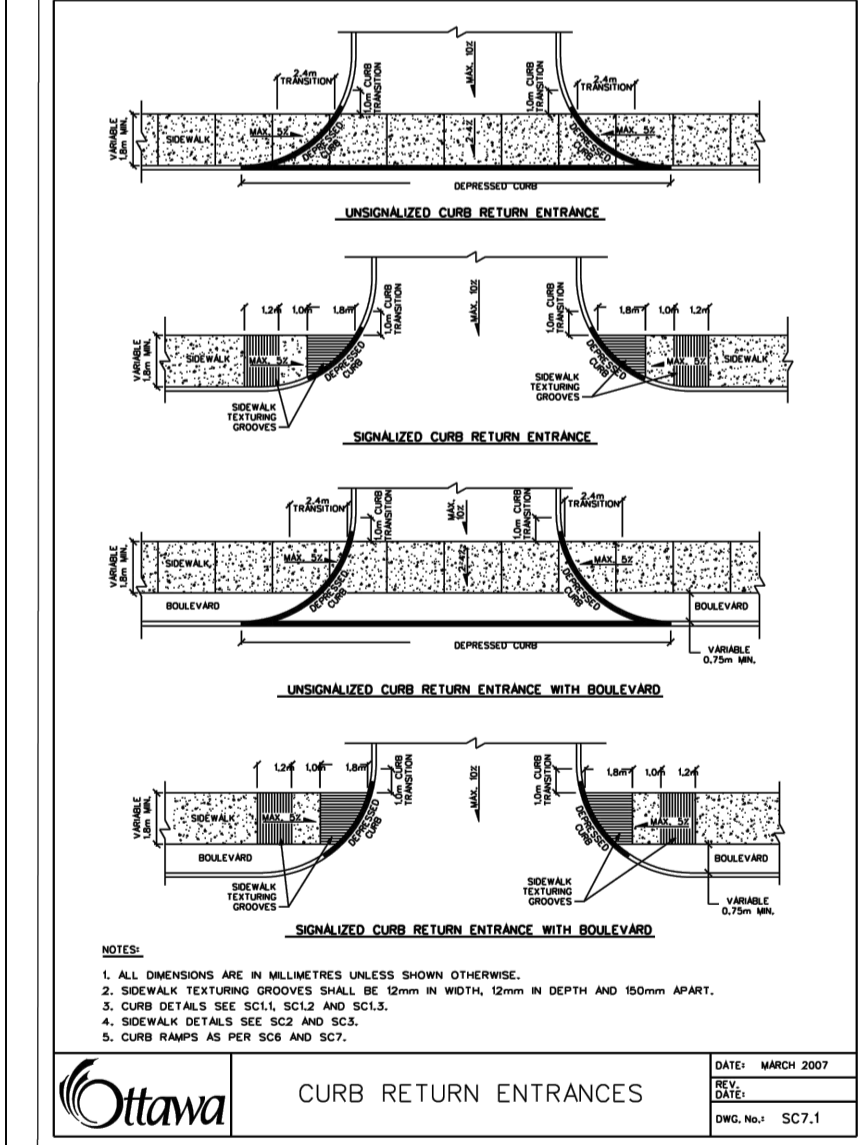 2.4m
TRANSITION
1.0m CURB
TRANSITION
MAX. 10%
2.4m
TRANSITION
1.0m CURB
TRANSITION
VARIABLE
1.8m MIN.
SIDEWALK
MAX. 5%
DEPRESSED
CURB
2-4%
MAX. 5%
DEPRESSED
CURB
DEPRESSED CURB
UNSIGNALIZED CURB RETURN ENTRANCE
1.2m 1.0m 1.8m
1.0m CURB
TRANSITION
MAX. 10%
1.0m CURB
TRANSITION
1.8m 1.0m 1.2m
VARIABLE
1.8m MIN.
SIDEWALK
MAX. 5%
DEPRESSED
CURB
DEPRESSED
CURB
MAX. 5%
SIDEWALK
SIDEWALK
TEXTURING
GROOVES
SIDEWALK
TEXTURING
GROOVES
SIGNALIZED CURB RETURN ENTRANCE
2.4m
TRANSITION
1.0m CURB
TRANSITION
MAX.
10%
1.0m CURB
TRANSITION
2.4m
TRANSITION
VARIABLE
1.8m MIN.
SIDEWALK
MAX. 5%
DEPRESSED
CURB
2-4%
MAX. 5%
DEPRESSED
CURB
BOULEVARD
BOULEVARD
DEPRESSED CURB
VARIABLE
0.75m MIN.
UNSIGNALIZED CURB RETURN ENTRANCE WITH BOULEVARD
1.2m 1.0m 1.8m
1.0m CURB
TRANSITION
MAX. 10%
1.0m CURB
TRANSITION
1.8m 1.0m 1.2m
VARIABLE
1.8m MIN.
SIDEWALK
MAX. 5%
DEPRESSED
CURB
DEPRESSED
CURB
MAX. 5%
SIDEWALK
BOULEVARD
BOULEVARD
SIDEWALK
TEXTURING
GROOVES
SIDEWALK
TEXTURING
GROOVES
VARIABLE
0.75m MIN.
SIGNALIZED CURB RETURN ENTRANCE WITH BOULEVARD
NOTES:
1. ALL DIMENSIONS ARE IN MILLIMETRES UNLESS SHOWN OTHERWISE.
2. SIDEWALK TEXTURING GROOVES SHALL BE 12mm IN WIDTH, 12mm IN DEPTH AND 150mm APART.
3. CURB DETAILS SEE SC1.1, SC1.2 AND SC1.3.
4. SIDEWALK DETAILS SEE SC2 AND SC3.
5. CURB RAMPS AS PER SC6 AND SC7.
Ottawa
CURB RETURN ENTRANCES
DATE: MARCH 2007
REV.
DATE:
DWG. No.: SC7.1